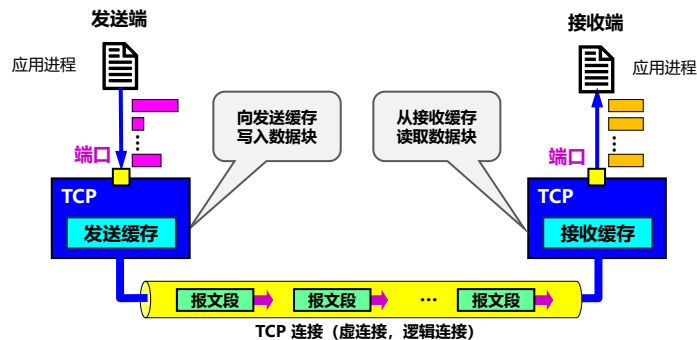 发送端
接收端
应用进程
应用进程
向发送缓存
写入数据块
从接收缓存
读取数据块
端口
端口
TCP
TCP
发送缓存
接收缓存
报文段
报文段
...
报文段
TCP 连接（虚连接，逻辑连接）